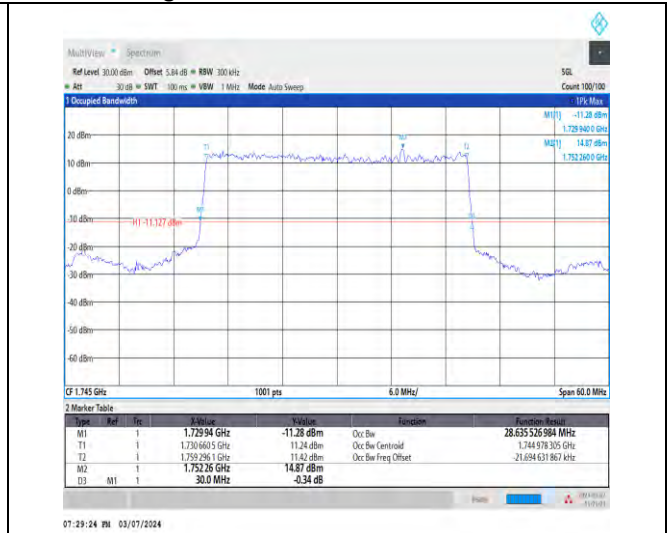 MultiView Spectrum
Ref Level 30.00 dBm Offset 5.84 dB RBW 300 kHz SGL
Att 30 dB SWT 100 ms VBW 1 MHz Mode Auto Sweep Count 100/100
1 Occupied Bandwidth 1Pk Max
M1[1] -11.28 dBm
1.729 940 0 GHz
M2[1] 14.87 dBm
1.752 260 0 GHz
20 dBm
T1
T2
10 dBm
0 dBm
-10 dBm
H1 -11.127 dBm
-20 dBm
-30 dBm
-40 dBm
-50 dBm
-60 dBm
CF 1.745 GHz 1001 pts 6.0 MHz/ Span 60.0 MHz
2 Marker Table
Type Ref Trc X-Value Y-Value Function Function Result
M1 1 1.729 94 GHz -11.28 dBm Occ Bw 28.635 526 984 MHz
T1 1 1.730 660 5 GHz 11.24 dBm Occ Bw Centroid 1.744 978 305 GHz
T2 1 1.759 296 1 GHz 11.42 dBm Occ Bw Freq Offset -21.694 631 867 kHz
M2 1 1.752 26 GHz 14.87 dBm
D3 M1 1 30.0 MHz -0.34 dB
07:29:24 PM 03/07/2024